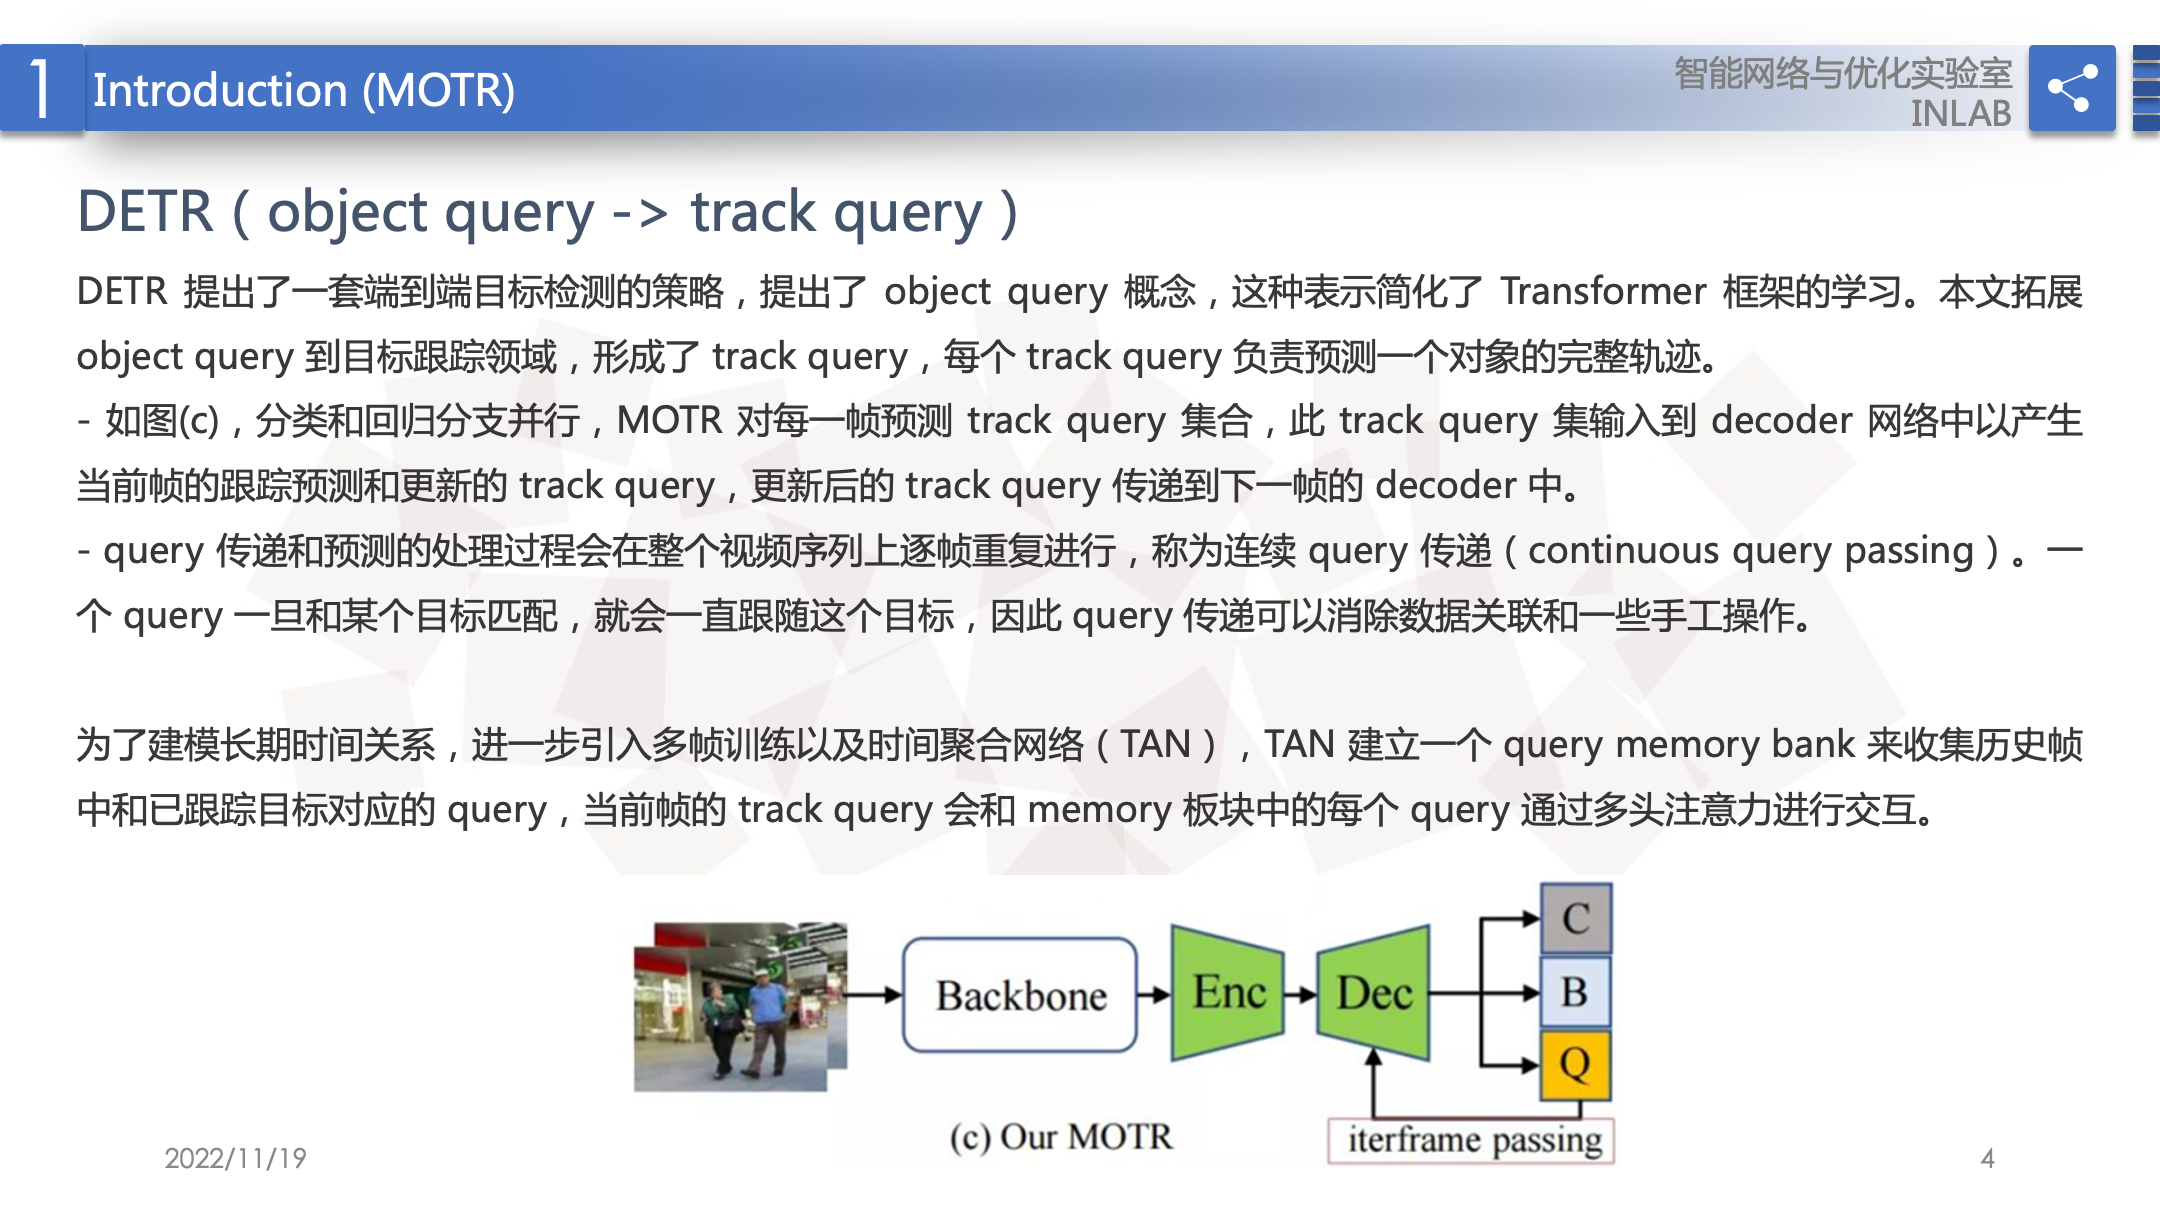 1
Introduction (MOTR)
智能网络与优化实验室
INLAB
DETR（object query -> track query）
DETR 提出了一套端到端目标检测的策略，提出了 object query 概念，这种表示简化了 Transformer 框架的学习。本文拓展
object query 到目标跟踪领域，形成了 track query，每个 track query 负责预测一个对象的完整轨迹。
- 如图(c)，分类和回归分支并行，MOTR 对每一帧预测 track query 集合，此 track query 集输入到 decoder 网络中以产生
当前帧的跟踪预测和更新的 track query，更新后的 track query 传递到下一帧的 decoder 中。
- query 传递和预测的处理过程会在整个视频序列上逐帧重复进行，称为连续 query 传递（continuous query passing）。一
个 query 一旦和某个目标匹配，就会一直跟随这个目标，因此 query 传递可以消除数据关联和一些手工操作。
为了建模长期时间关系，进一步引入多帧训练以及时间聚合网络（TAN），TAN 建立一个 query memory bank 来收集历史帧
中和已跟踪目标对应的 query，当前帧的 track query 会和 memory 板块中的每个 query 通过多头注意力进行交互。
Backbone
Enc
Dec
C
B
Q
(c) Our MOTR
iterframe passing
2022/11/19
4